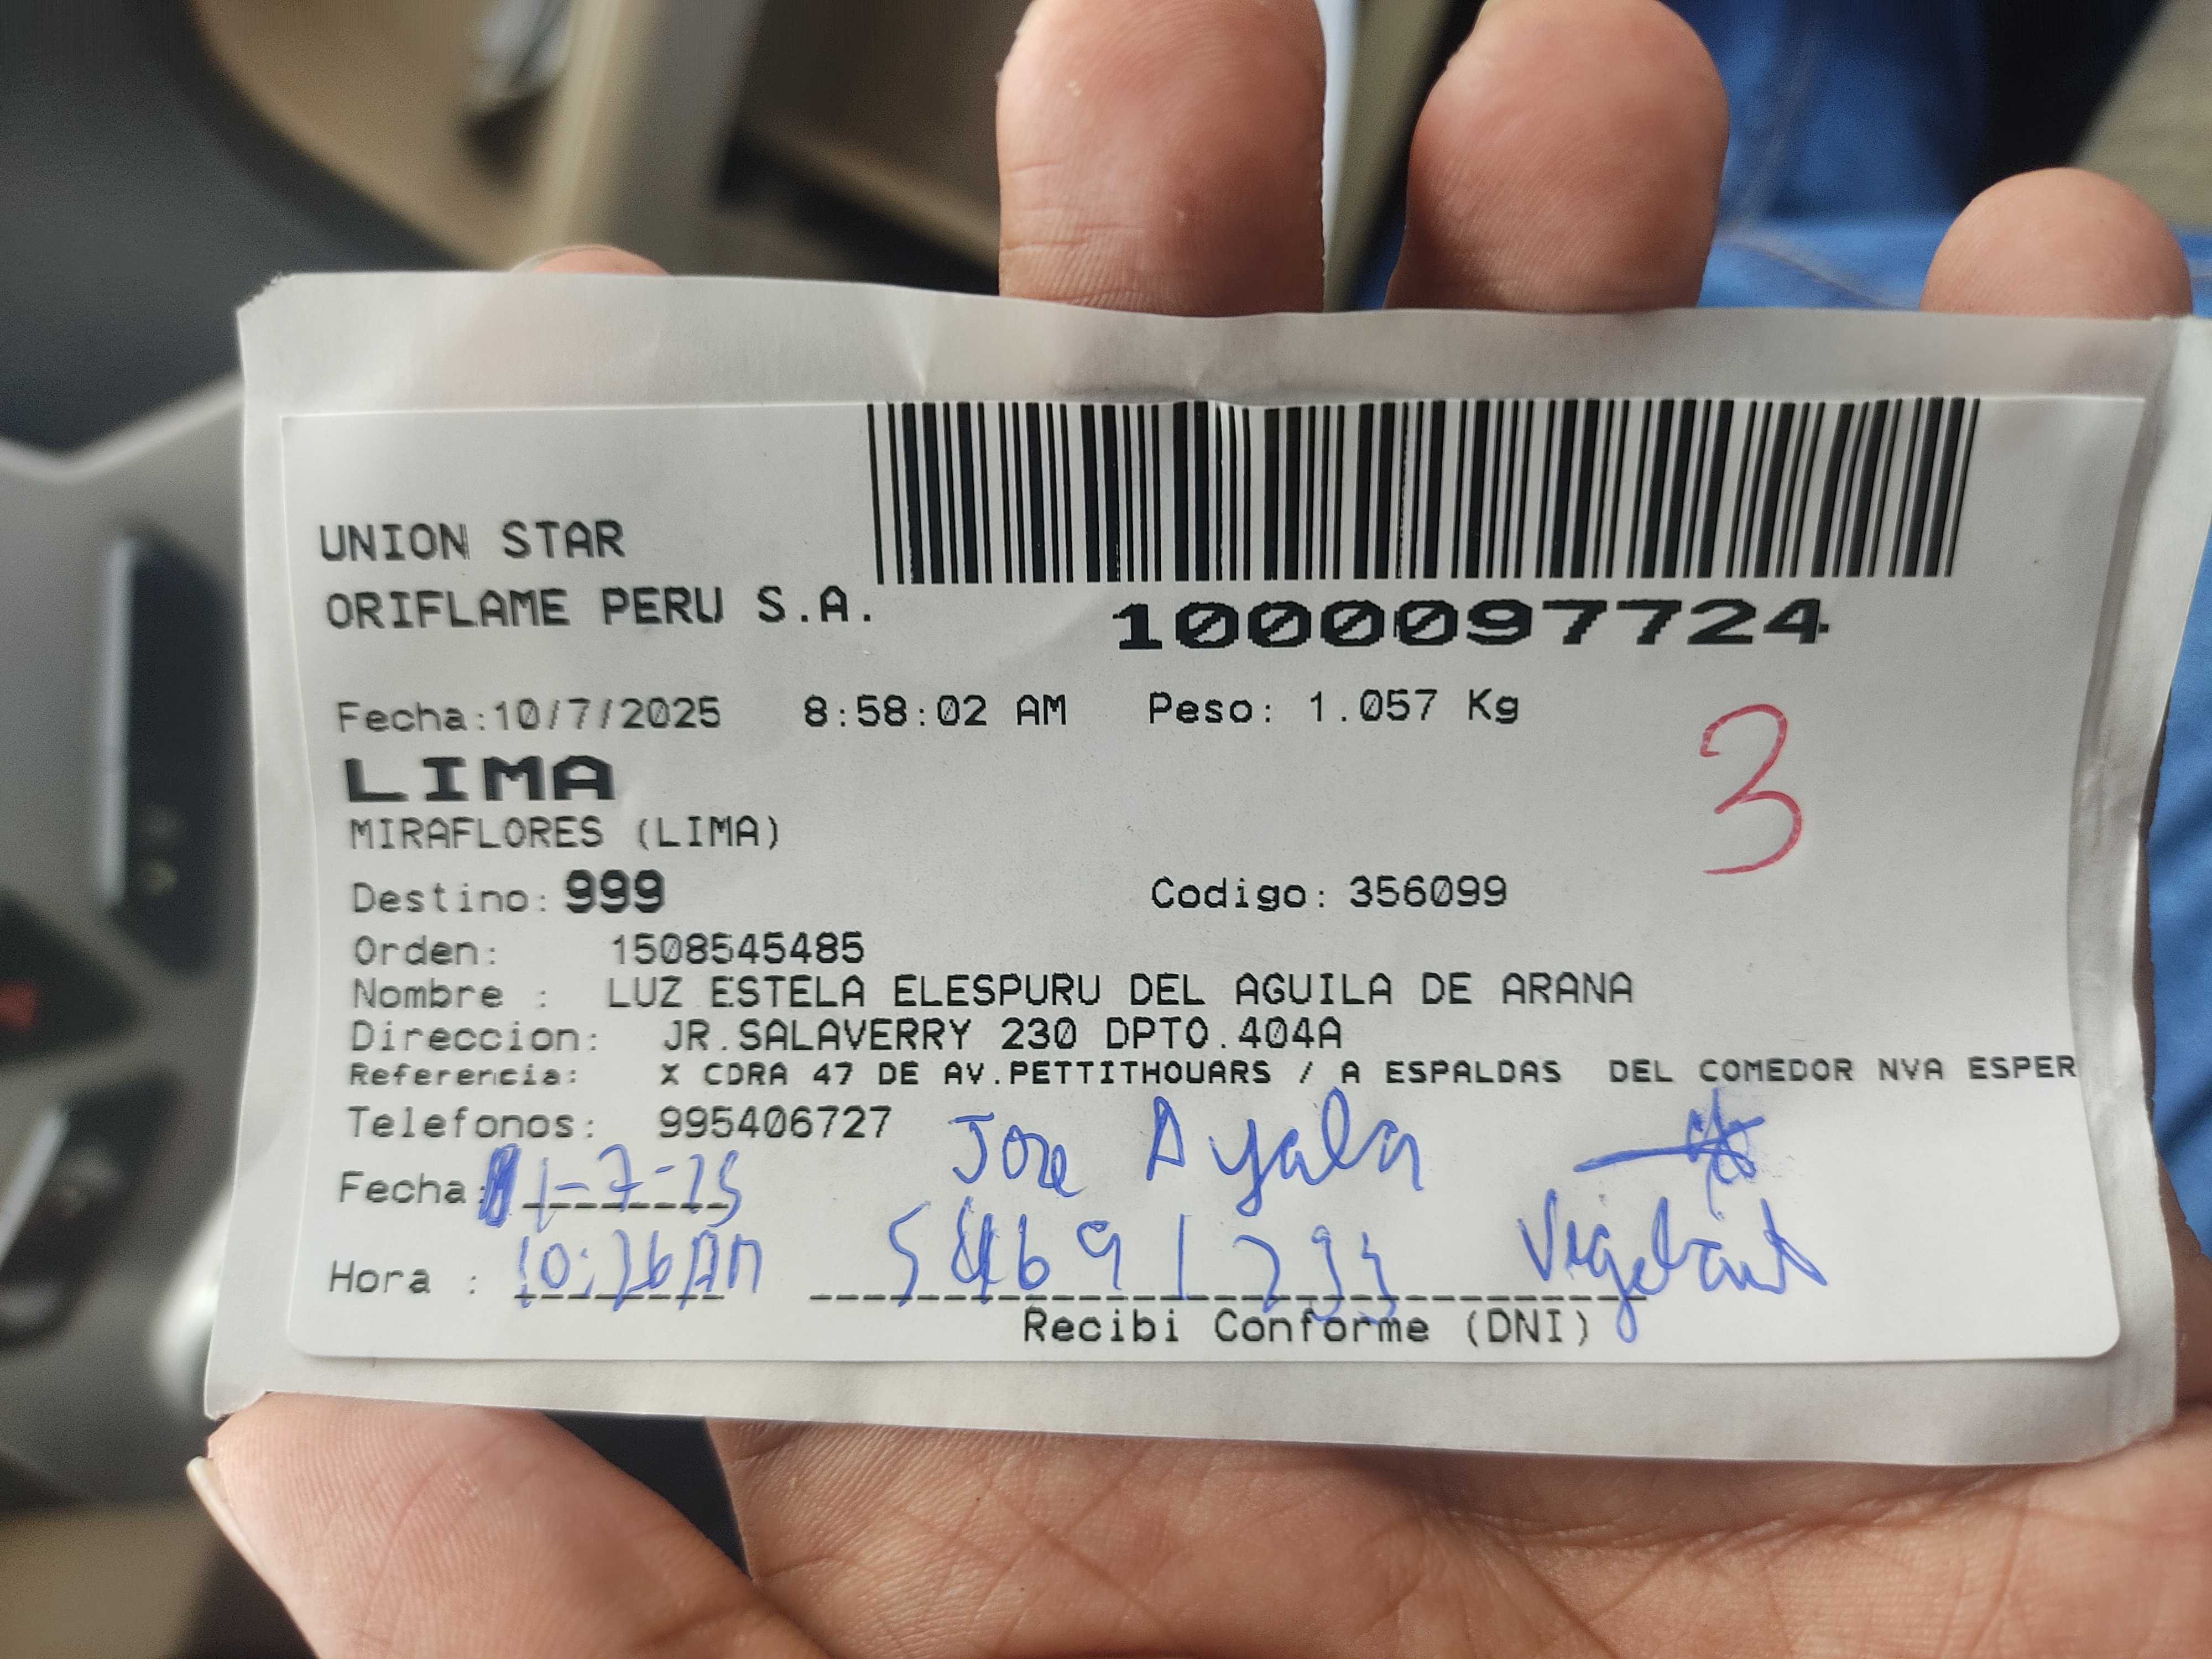 UNION STAR
ORIFLAME PERU S.A.
1000097724
Fecha:10/7/2025 8:58:02 AM Peso: 1.057 Kg
3
LIMA
MIRAFLORES (LIMA)
Destino: 999 Codigo: 356099
Orden: 1508545485
Nombre : LUZ ESTELA ELESPURU DEL AGUILA DE ARANA
Direccion: JR.SALAVERRY 230 DPTO.404A
Referencia: X CDRA 47 DE AV.PETTITHOUARS / A ESPALDAS DEL COMEDOR NVA ESPER
Telefonos: 995406727 Jose Ayala
Fecha: 
Hora : Vigelant
Recibi Conforme (DNI)